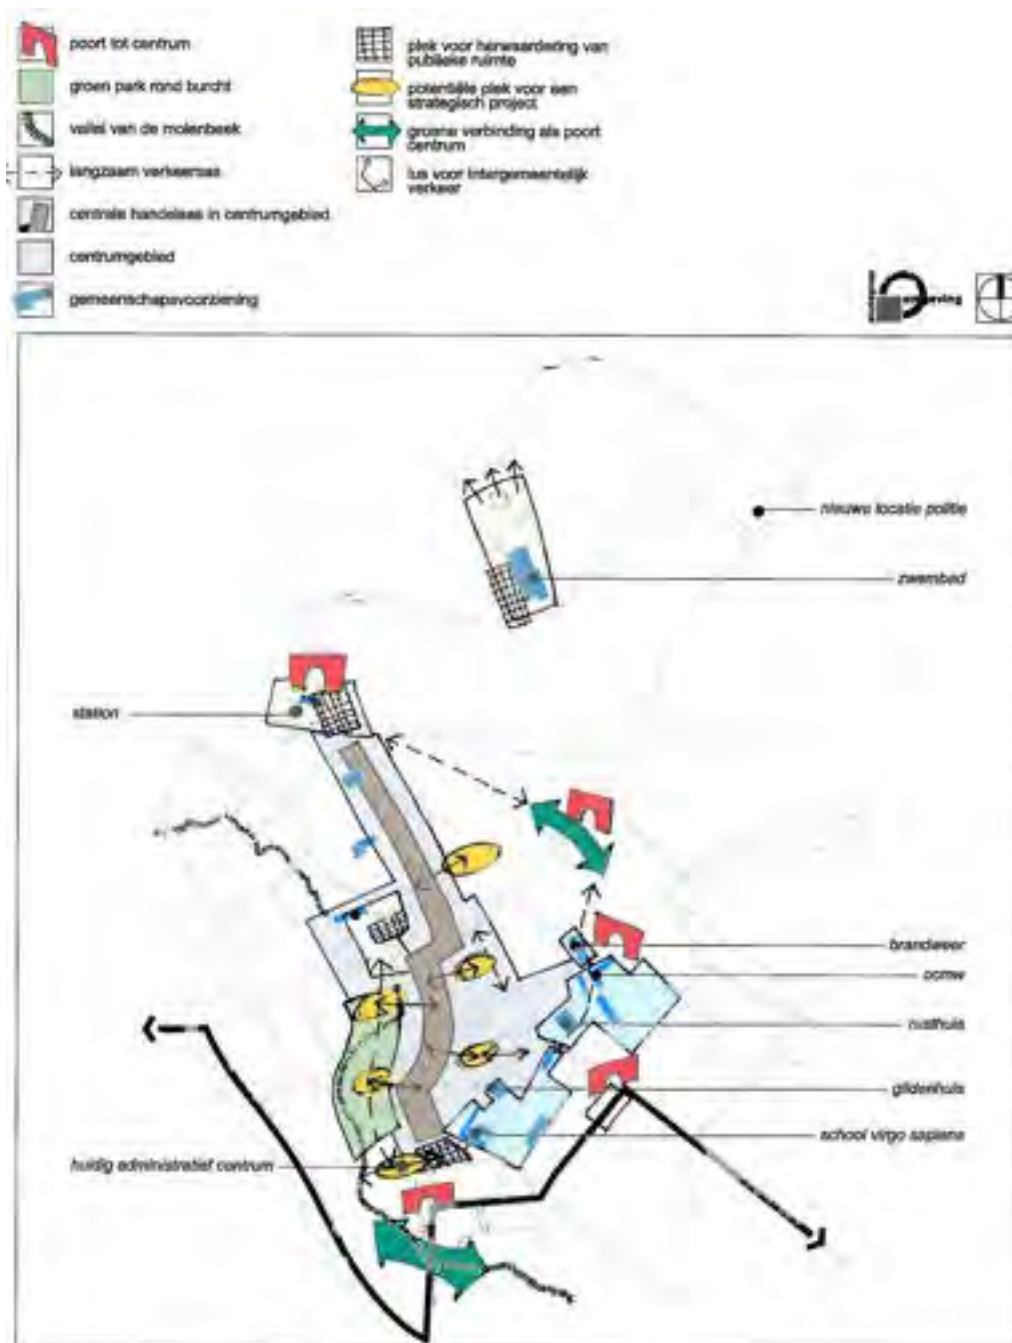 poort tot centrum
groen park rond burcht
vallei van de molenbeek
langzaam verkeersas
centrale handelsas in centrumgebied
centrumgebied
gemeenschapsvoorziening
plek voor herwaardering van
publieke ruimte
potentiële plek voor een
strategisch project
groene verbinding als poort
centrum
lus voor intergemeentelijk
verkeer
omgeving
nieuwe locatie politie
zwembad
station
brandweer
ocmw
rusthuis
gildenhuis
school virgo sapiens
huidig administratief centrum